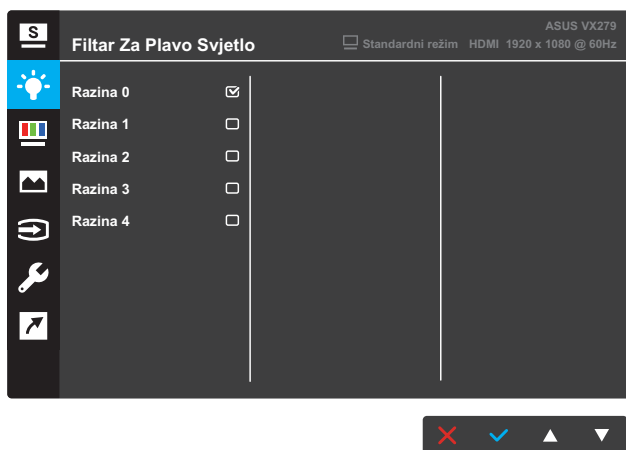 S
ASUS VX279
Filtar Za Plavo Svjetlo
Standardni režim HDMI 1920 x 1080 @ 60Hz
Razina 0
Razina 1
Razina 2
Razina 3
Razina 4